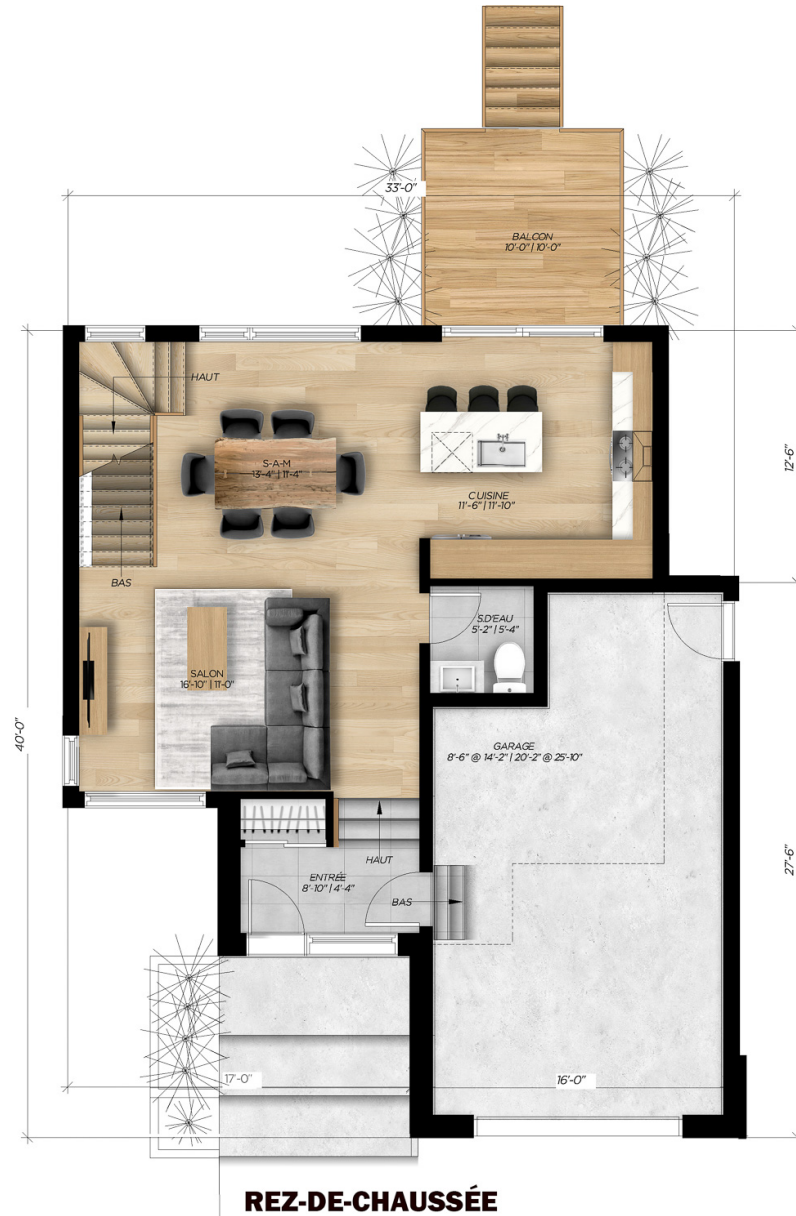 33'-0"
BALCON
10'-0" | 10'-0"
HAUT
S-A-M
13'-4" | 11'-4"
12'-6"
CUISINE
11'-6" | 11'-10"
BAS
S.D'EAU
5'-2" | 5'-4"
SALON
16'-10" | 11'-0"
40'-0"
GARAGE
8'-6" @ 14'-2" | 20'-2" @ 25'-10"
HAUT
27'-6"
ENTRÉE
8'-10" | 4'-4"
BAS
17'-0"
16'-0"
REZ-DE-CHAUSSÉE